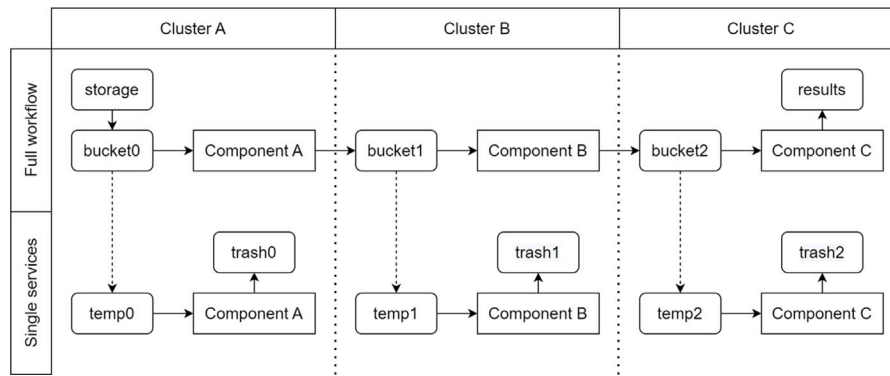 Cluster A
Cluster B
Cluster C
Full workflow
storage
results
bucket0
Component A
bucket1
Component B
bucket2
Component C
Single services
trash0
trash1
trash2
temp0
Component A
temp1
Component B
temp2
Component C